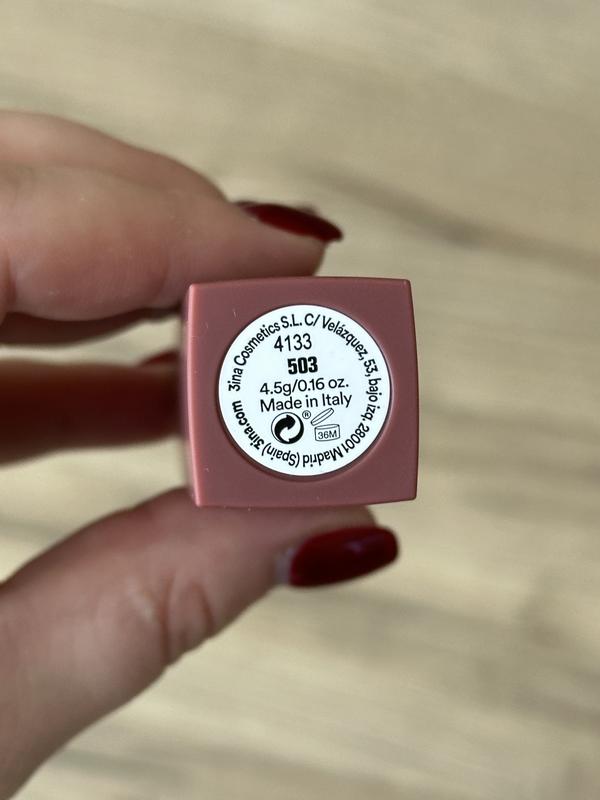 3ina Cosmetics S.L. C/ Velázquez, 53, bajo izq. 28001 Madrid (Spain) 3ina.com
4133
503
4.5g/0.16 oz.
Made in Italy
®
36M